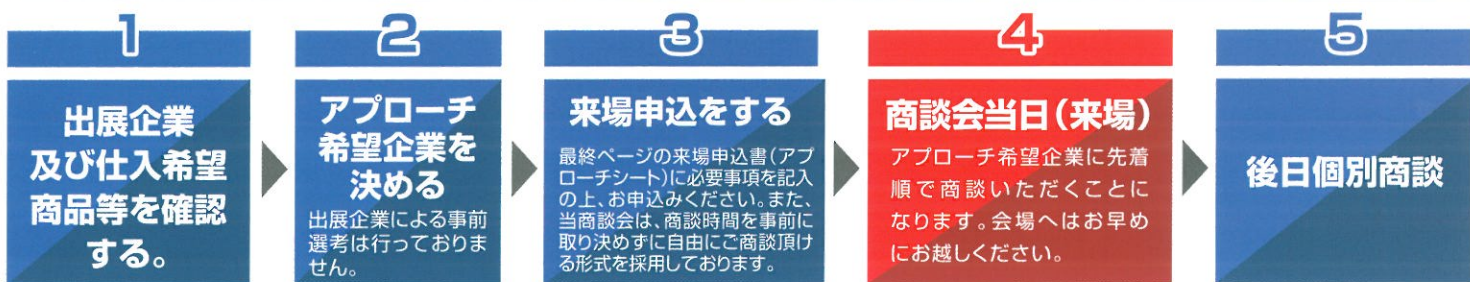 1
出展企業
及び仕入希望
商品等を確認
する。
2
アプローチ
希望企業を
決める
出展企業による事前
選考は行っておりま
せん。
3
来場申込をする
最終ページの来場申込書(アプ
ローチシート)に必要事項を記入
の上、お申込みください。また、
当商談会は、商談時間を事前に
取り決めずに自由にご商談頂け
る形式を採用しております。
4
商談会当日(来場)
アプローチ希望企業に先着
順で商談いただくことに
なります。会場へはお早め
にお越しください。
5
後日個別商談